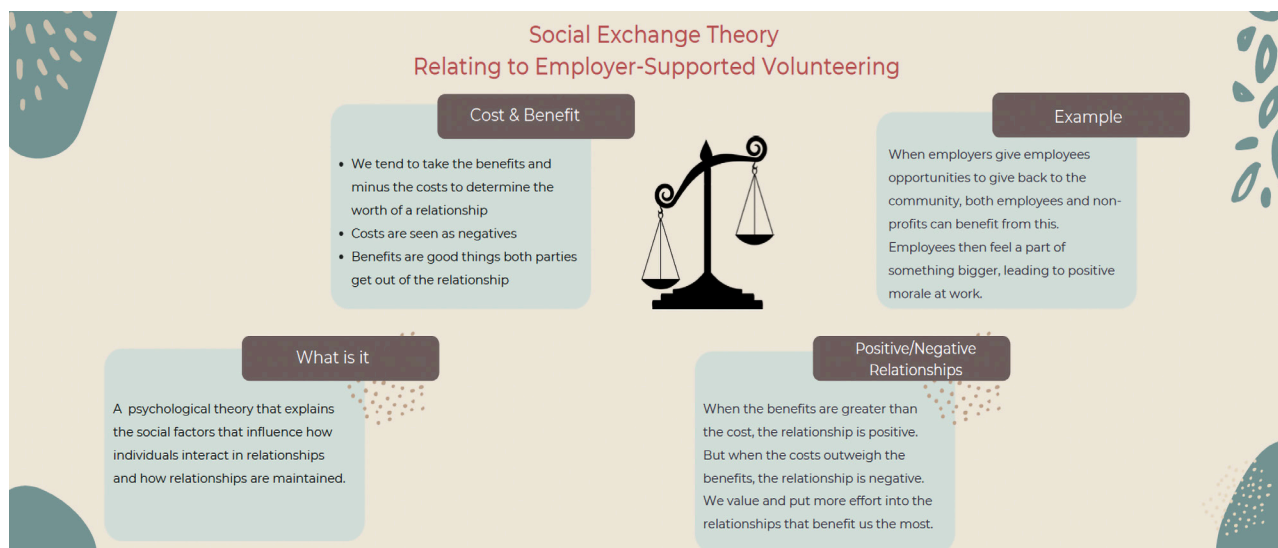 Social Exchange Theory
Relating to Employer-Supported Volunteering
Cost & Benefit
• We tend to take the benefits and
minus the costs to determine the
worth of a relationship
• Costs are seen as negatives
• Benefits are good things both parties
get out of the relationship
Example
When employers give employees
opportunities to give back to the
community, both employees and non-
profits can benefit from this.
Employees then feel a part of
something bigger, leading to positive
morale at work.
What is it
A psychological theory that explains
the social factors that influence how
individuals interact in relationships
and how relationships are maintained.
Positive/Negative
Relationships
When the benefits are greater than
the cost, the relationship is positive.
But when the costs outweigh the
benefits, the relationship is negative.
We value and put more effort into the
relationships that benefit us the most.